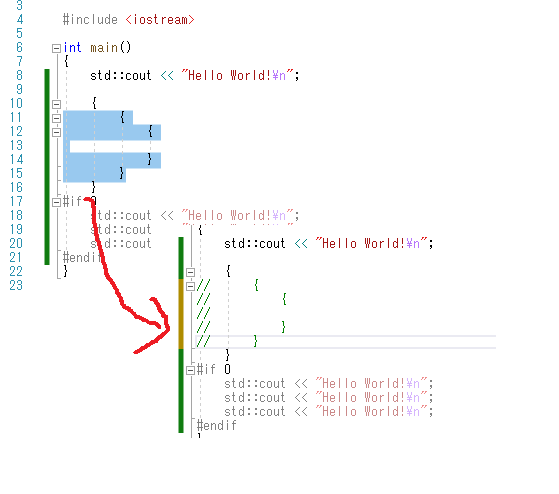 3
4 #include <iostream>
5
6 int main()
7 {
8 std::cout << "Hello World!¥n";
9
10 {
11 {
12 {
13
14 }
15 }
16 }
17 #if 0
18 std::cout << "Hello World!¥n";
19 std::cout
20 std::cout
21 #endif
22 }
23
{
std::cout << "Hello World!¥n";
{
// {
// {
//
// }
// }
}
#if 0
std::cout << "Hello World!¥n";
std::cout << "Hello World!¥n";
std::cout << "Hello World!¥n";
#endif